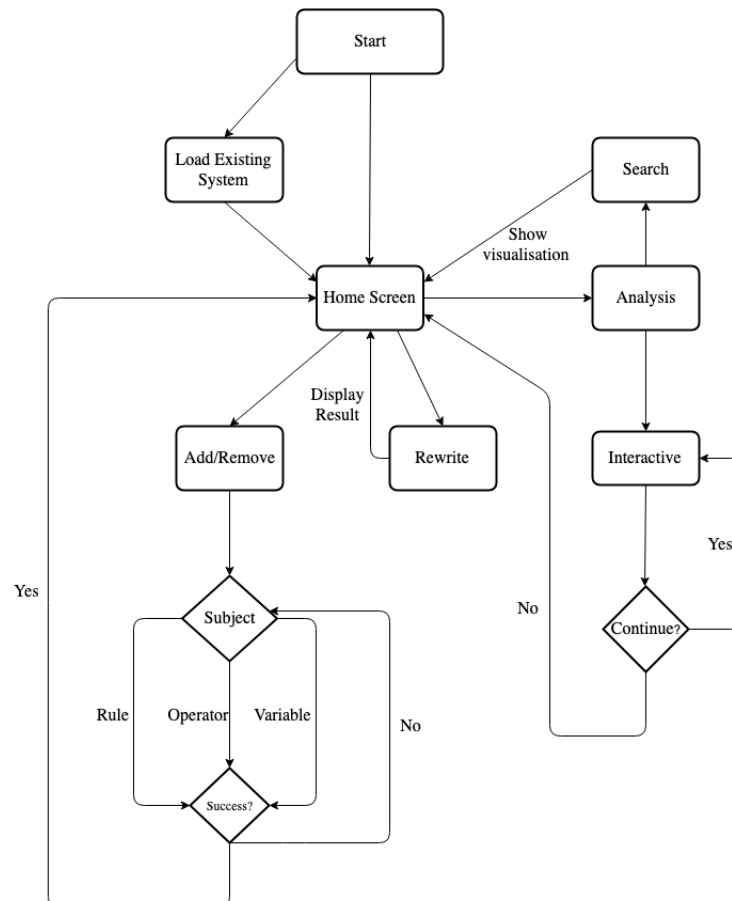 Start
Load Existing
System
Search
Show
visualisation
Home Screen
Analysis
Display
Result
Add/Remove
Rewrite
Interactive
Yes
Yes
Subject
No
Continue?
Rule
Operator
Variable
No
Success?